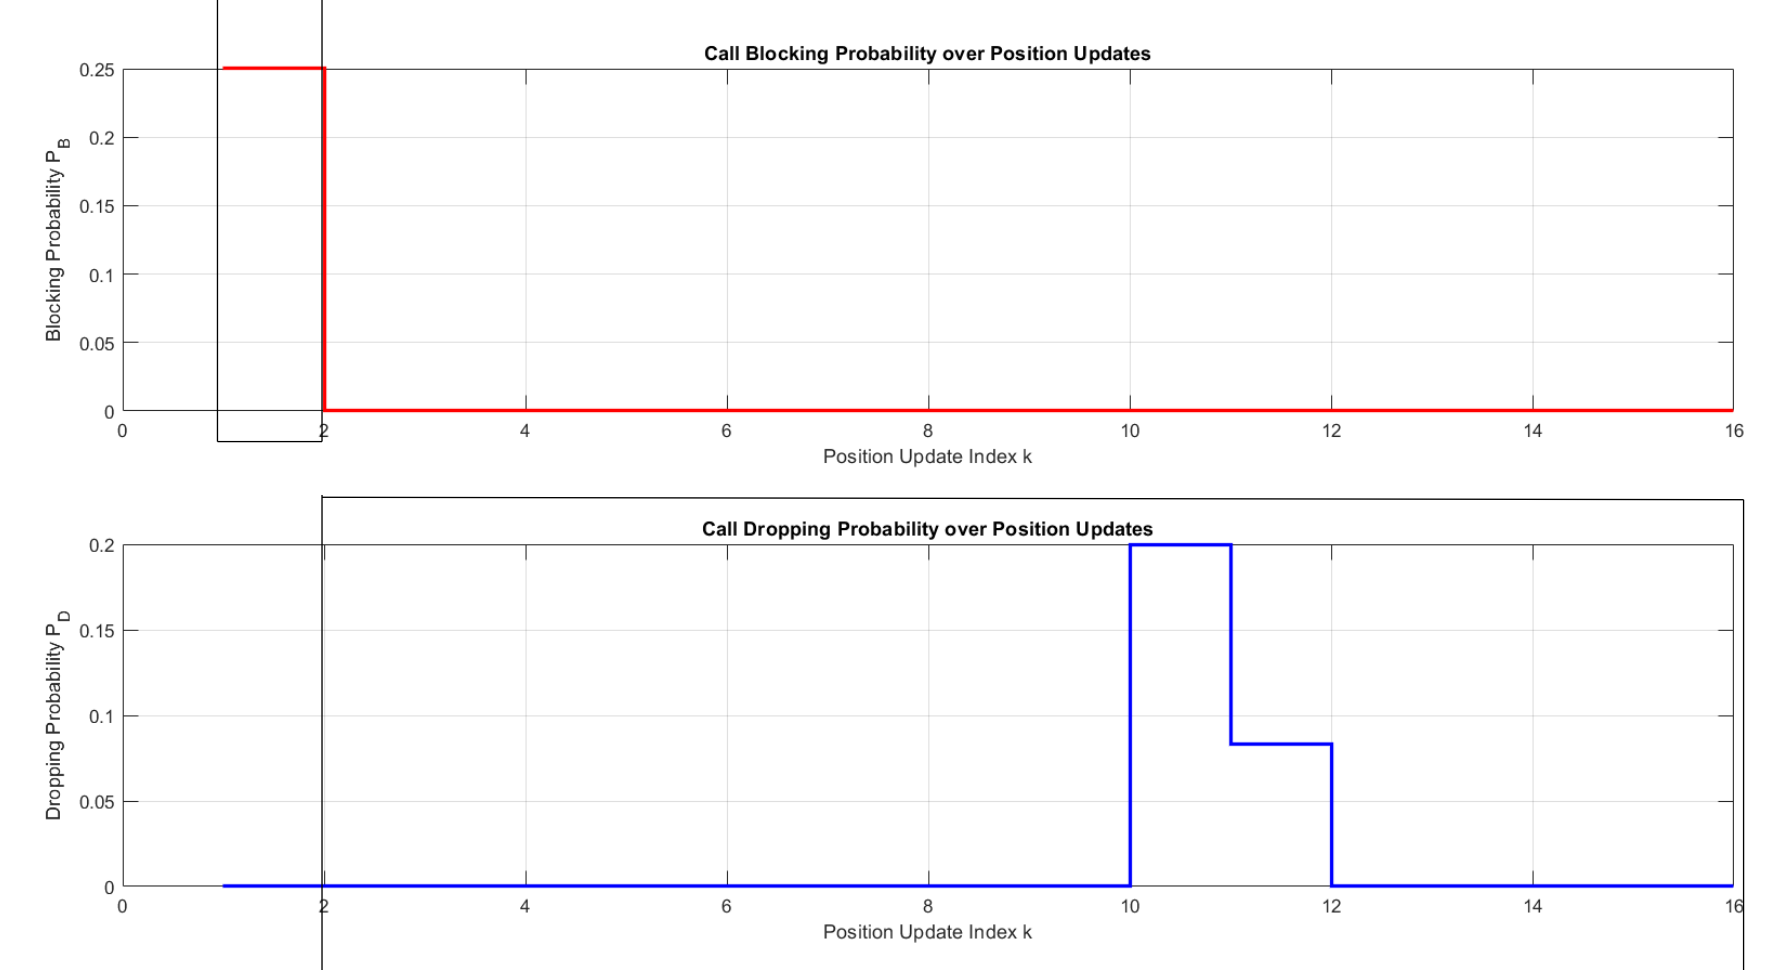 Call Blocking Probability over Position Updates
0.25
0.2
0.15
0.1
0.05
0
Blocking Probability P_B
0 2 4 6 8 10 12 14 16
Position Update Index k
Call Dropping Probability over Position Updates
0.2
0.15
0.1
0.05
0
Dropping Probability P_D
0 2 4 6 8 10 12 14 16
Position Update Index k